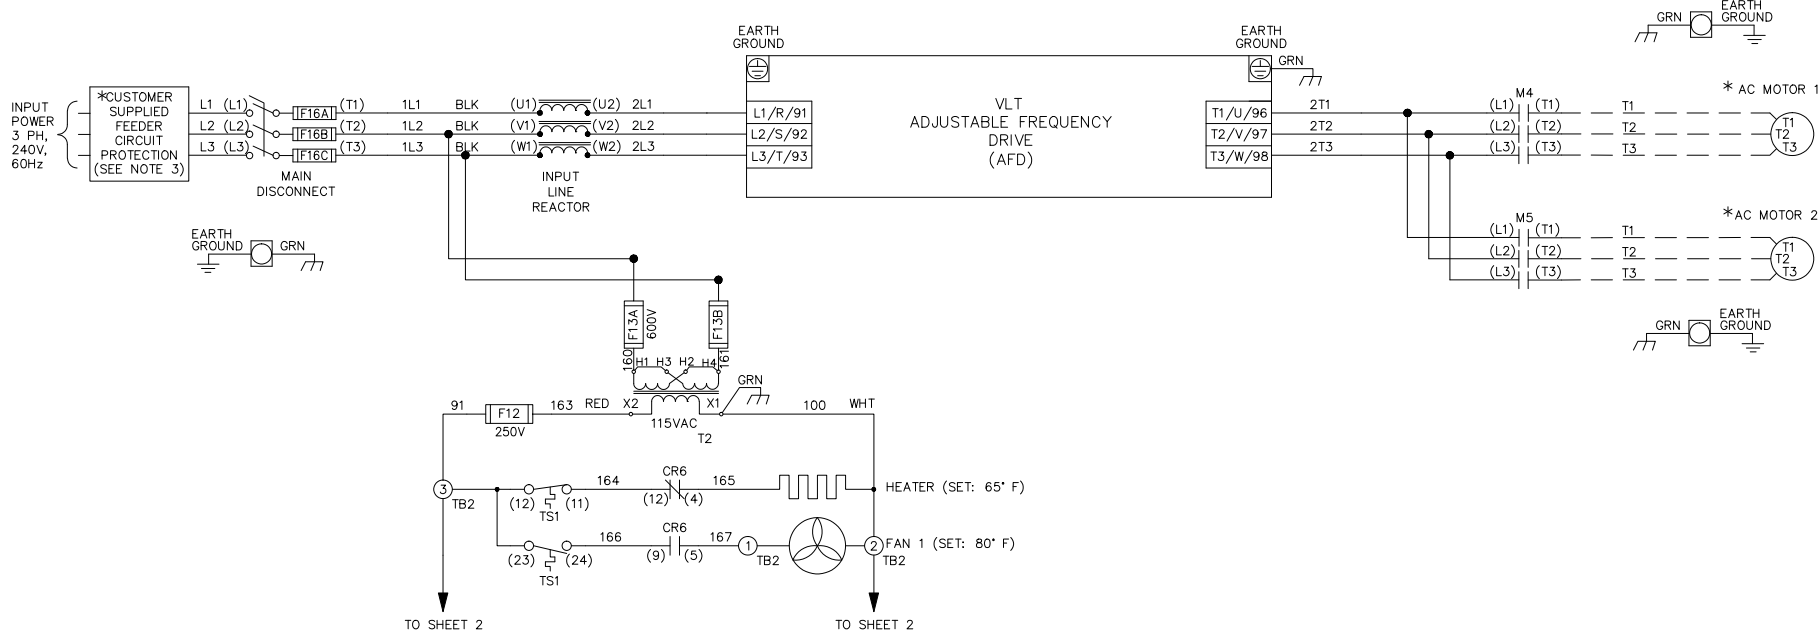 INPUT
POWER
3 PH,
240V,
60Hz
*CUSTOMER
SUPPLIED
FEEDER
CIRCUIT
PROTECTION
(SEE NOTE 3)
L1 (L1) F16A (T1) 1L1 BLK (U1) (U2) 2L1
L2 (L2) F16B (T2) 1L2 BLK (V1) (V2) 2L2
L3 (L3) F16C (T3) 1L3 BLK (W1) (W2) 2L3
MAIN
DISCONNECT
INPUT
LINE
REACTOR
EARTH
GROUND
GRN
EARTH
GROUND
L1/R/91
L2/S/92
L3/T/93
VLT
ADJUSTABLE FREQUENCY
DRIVE
(AFD)
EARTH
GROUND
GRN
T1/U/96
T2/V/97
T3/W/98
2T1
2T2
2T3
GRN
EARTH
GROUND
* AC MOTOR 1
M4
(L1) (T1) T1
(L2) (T2) T2
(L3) (T3) T3
T1
T2
T3
*AC MOTOR 2
M5
(L1) (T1) T1
(L2) (T2) T2
(L3) (T3) T3
T1
T2
T3
GRN
EARTH
GROUND
F13A
600V
F13B
160
161
H1 H3 H2 H4
GRN
91 F12 163 RED X2 X1 100 WHT
250V
115VAC
T2
3
TB2
(12) (11)
TS1
164
CR6
(12) (4)
165
HEATER (SET: 65° F)
(23) (24)
TS1
166
CR6
(9) (5)
167
1
TB2
2
TB2
FAN 1 (SET: 80° F)
TO SHEET 2
TO SHEET 2